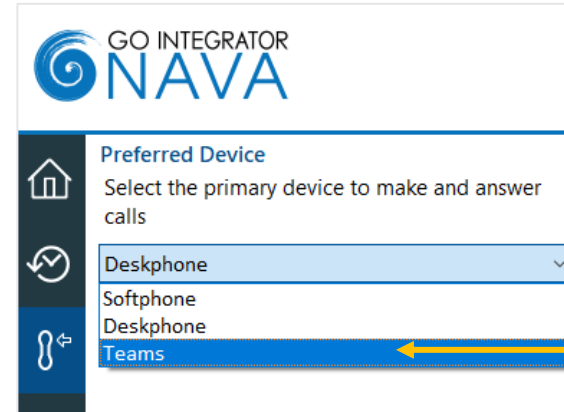 GO INTEGRATOR
NAVA
Preferred Device
Select the primary device to make and answer
calls
Deskphone
Softphone
Deskphone
Teams